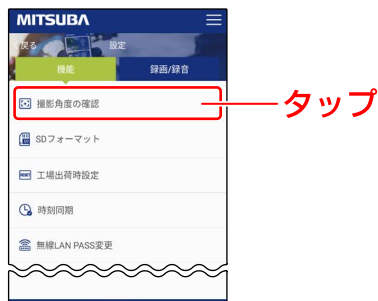 MITSUBA
戻る 設定
機能 録画/録音
撮影角度の確認
タップ
SDフォーマット
工場出荷時設定
時刻同期
無線LAN PASS変更